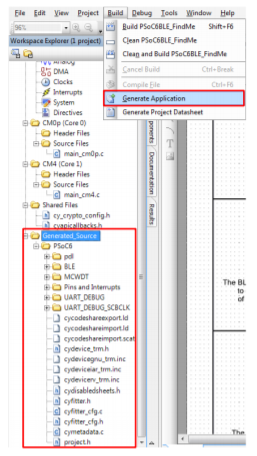 File Edit View Project Build Debug Tools Window Help
96%
Build PSoC6BLE_FindMe Shift+F6
Workspace Explorer (1 project)
Clean PSoC6BLE_FindMe
Clean and Build PSoC6BLE_FindMe
Analog
Cancel Build Ctrl+Break
DMA
Clocks
Compile File Ctrl+F6
Interrupts
Generate Application
System
Directives
Generate Project Datasheet
CM0p (Core 0)
Header Files
Source Files
main_cm0p.c
CM4 (Core 1)
Header Files
Source Files
main_cm4.c
Shared Files
cy_crypto_config.h
cyapicallbacks.h
Generated_Source
PSoC6
pdl
BLE
MCWDT
Pins and Interrupts
UART_DEBUG
UART_DEBUG_SCBCLK
cycodeshareexport.ld
cycodeshareimport.ld
cycodeshareimport.scat
cydevice_trm.h
cydevicegnu_trm.inc
cydeviceiar_trm.inc
cydevicerv_trm.inc
cydisabledsheets.h
cyfitter.h
cyfitter_cfg.c
cyfitter_cfg.h
cymetadata.c
project.h
Components
Documentation
Results
The BL
to
of
The